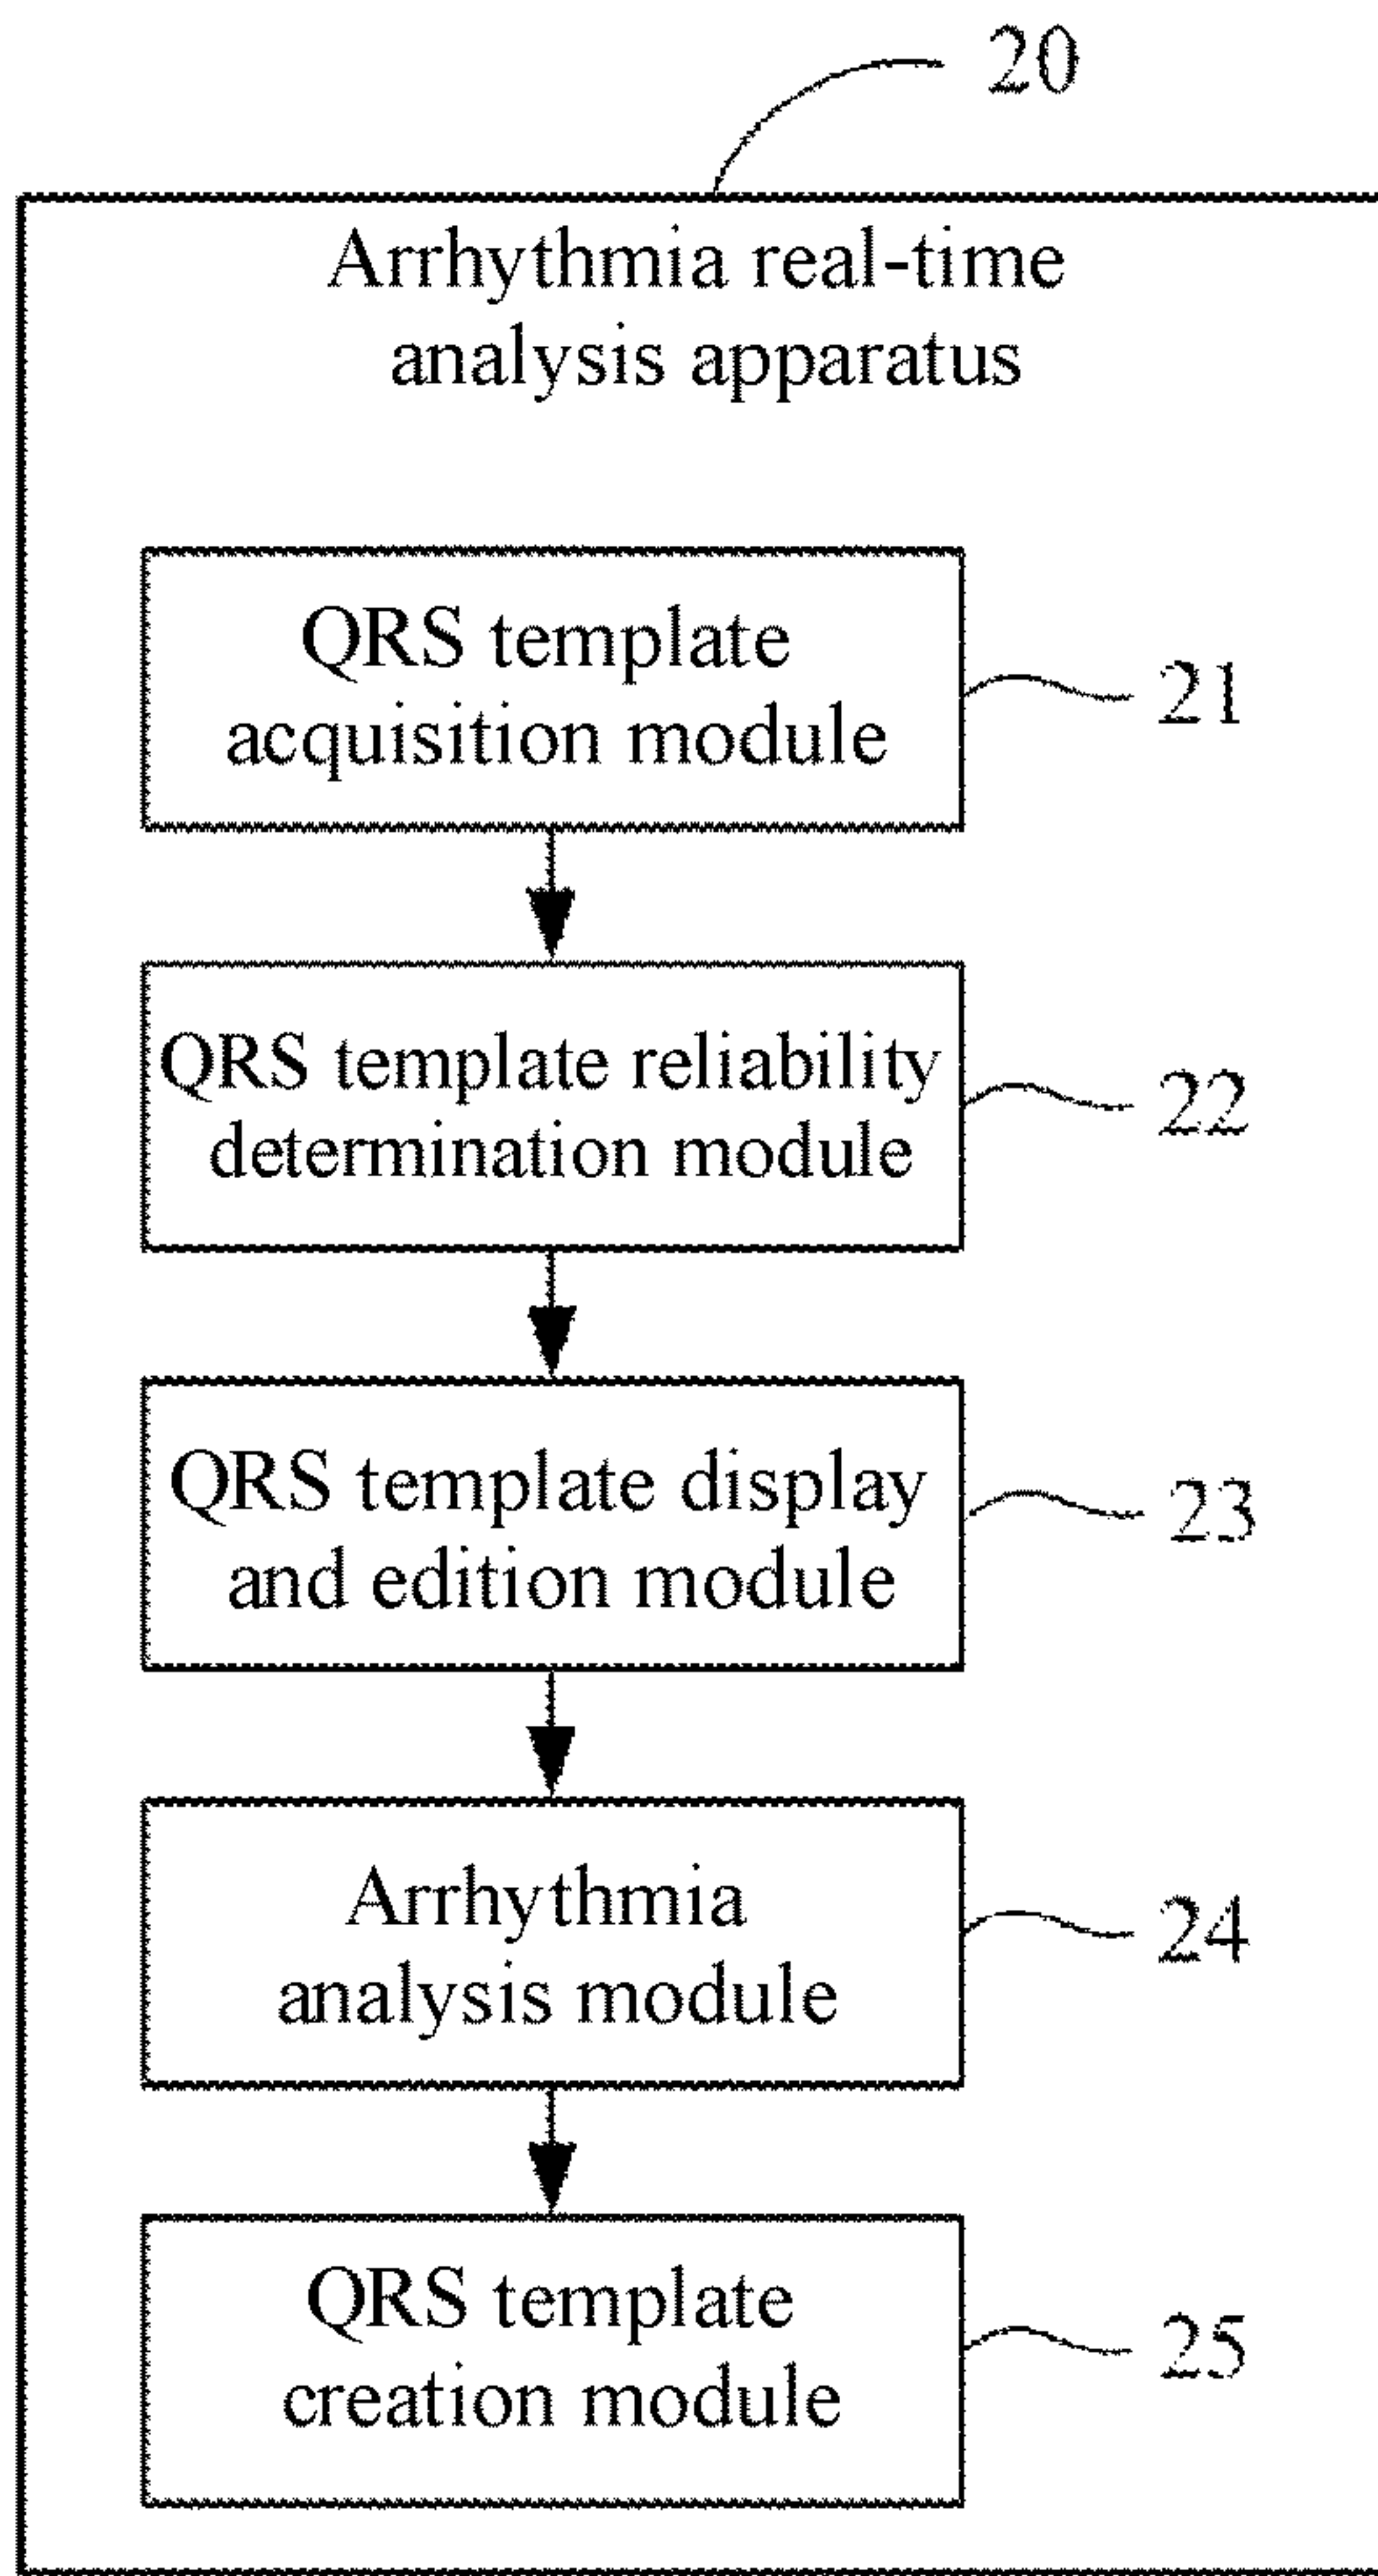 20
Arrhythmia real-time
analysis apparatus
QRS template
acquisition module
21
QRS template reliability
determination module
22
QRS template display
and edition module
23
Arrhythmia
analysis module
24
QRS template
creation module
25